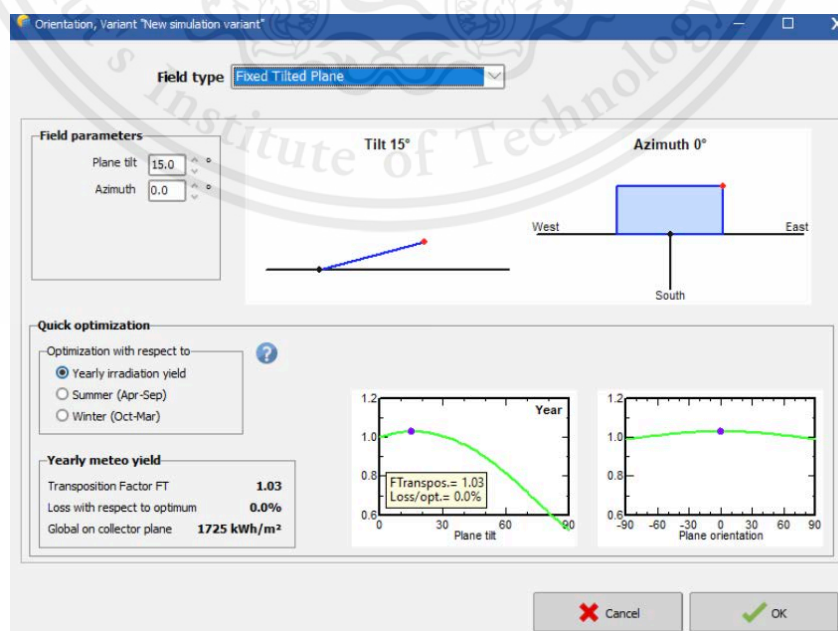 Orientation, Variant "New simulation variant"
's Institute of Technology
Field type Fixed Tilted Plane
Field parameters
Plane tilt 15.0 °
Azimuth 0.0 °
Tilt 15°
Azimuth 0°
West
East
South
Quick optimization
Optimization with respect to
Yearly irradiation yield
Summer (Apr-Sep)
Winter (Oct-Mar)
?
Yearly meteo yield
Transposition Factor FT 1.03
Loss with respect to optimum 0.0%
Global on collector plane 1725 kWh/m²
Year
1.2
1.0
0.8
0.6
FTranspos.= 1.03
Loss/opt.= 0.0%
0 30 60 90
Plane tilt
1.2
1.0
0.8
0.6
-90 -60 -30 0 30 60 90
Plane orientation
Cancel
OK